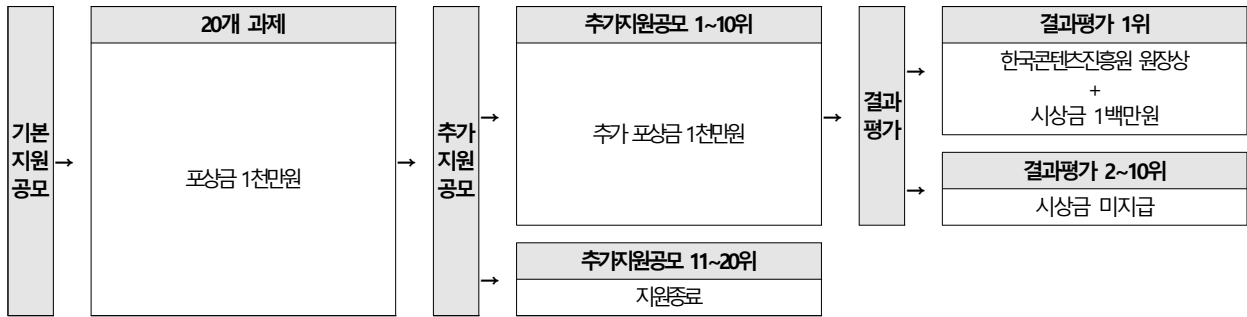 기본
지원
공모
→
20개 과제
포상금 1천만원
→
추가
지원
공모
→
추가지원공모 1~10위
추가 포상금 1천만원
→
추가지원공모 11~20위
지원종료
→
결과
평가
→
결과평가 1위
한국콘텐츠진흥원 원장상
+
시상금 1백만원
→
결과평가 2~10위
시상금 미지급